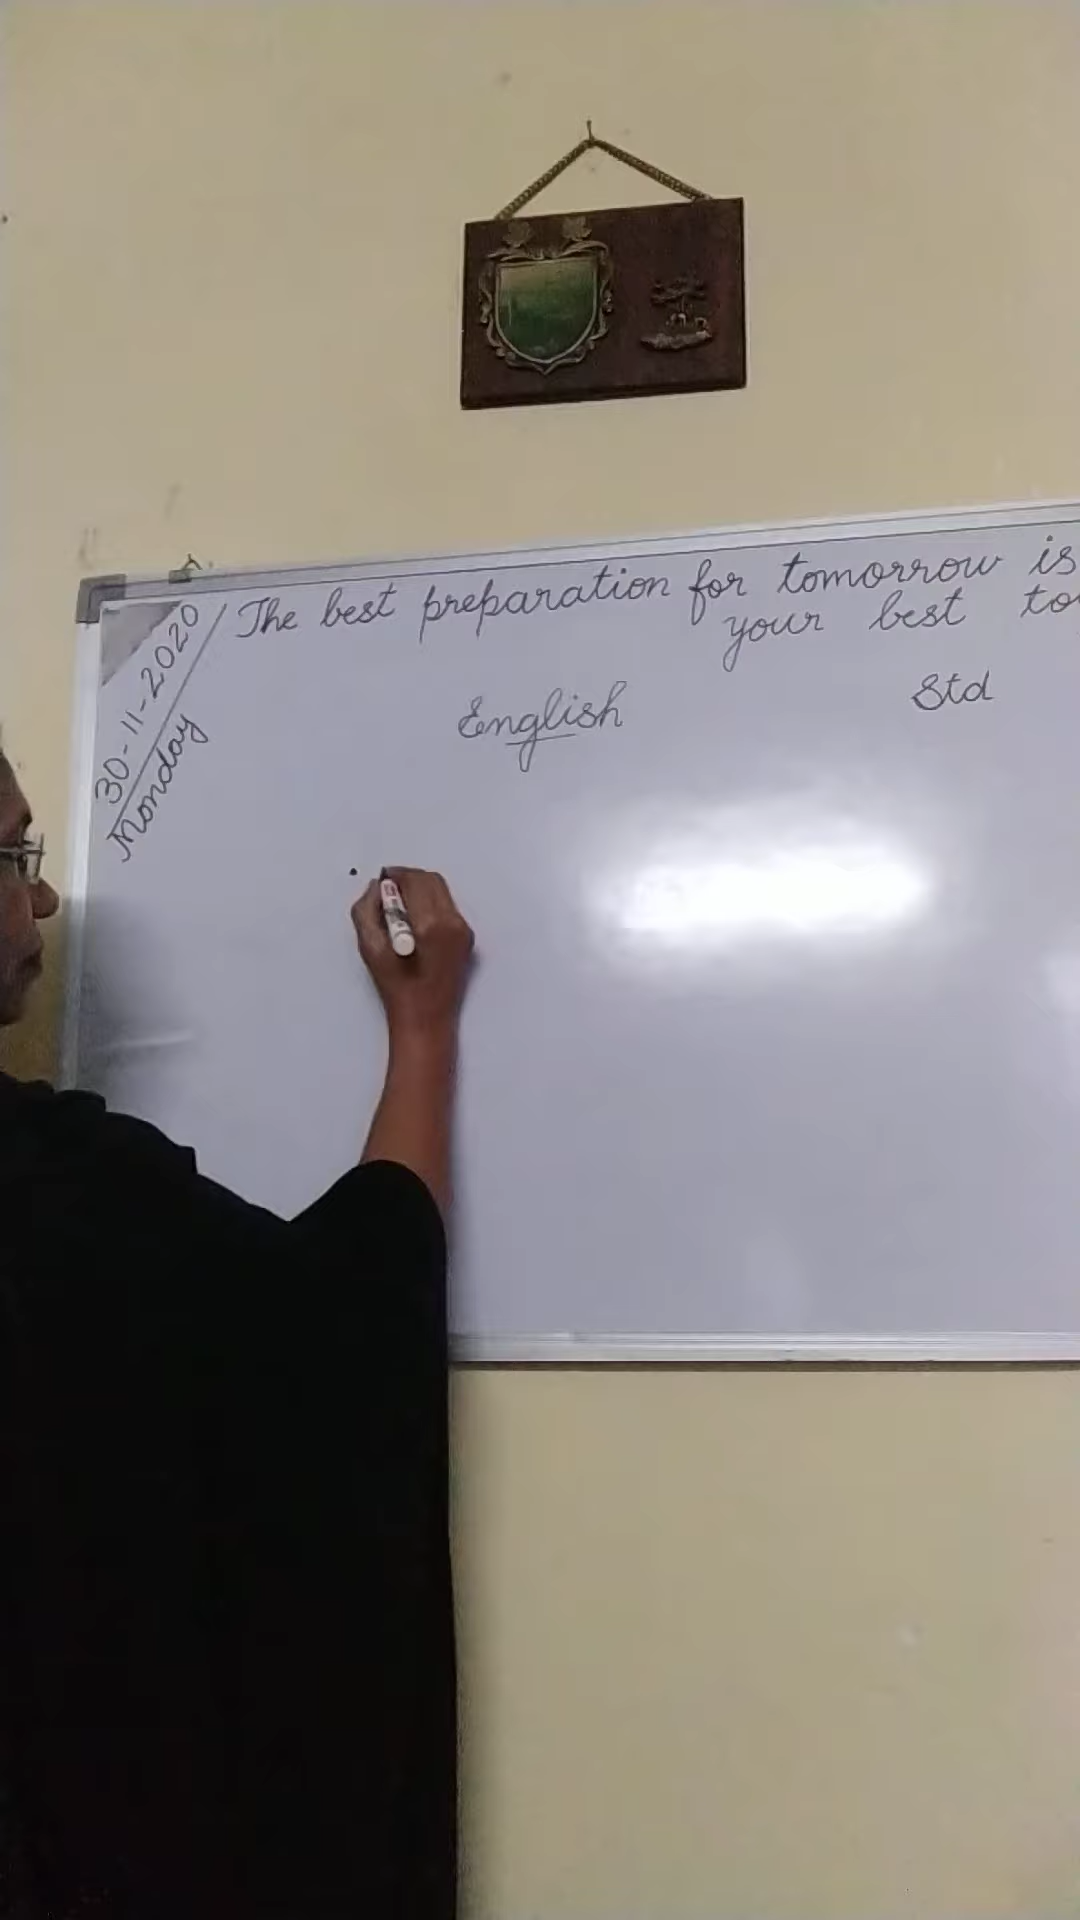 30-11-2020
Monday
The best preparation for tomorrow is
your best
English
Std